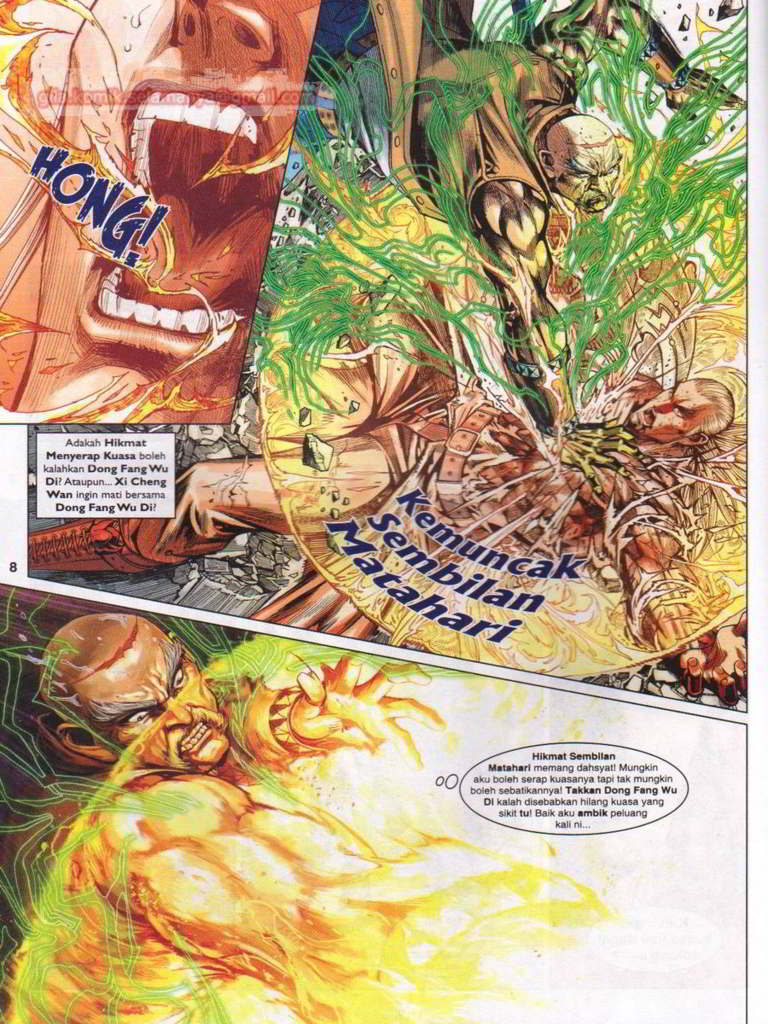 HONG!
Adakah Hikmat
Menyerap Kuasa boleh
kalahkan Dong Fang Wu
Di? Ataupun... Xi Cheng
Wan ingin mati bersama
Dong Fang Wu Di?
Kemuncak
Sembilan
Matahari
8
Hikmat Sembilan
Matahari memang dahsyat! Mungkin
aku boleh serap kuasanya tapi tak mungkin
boleh sebatikannya! Takkan Dong Fang Wu
Di kalah disebabkan hilang kuasa yang
sikit tu! Baik aku ambik peluang
kali ni...